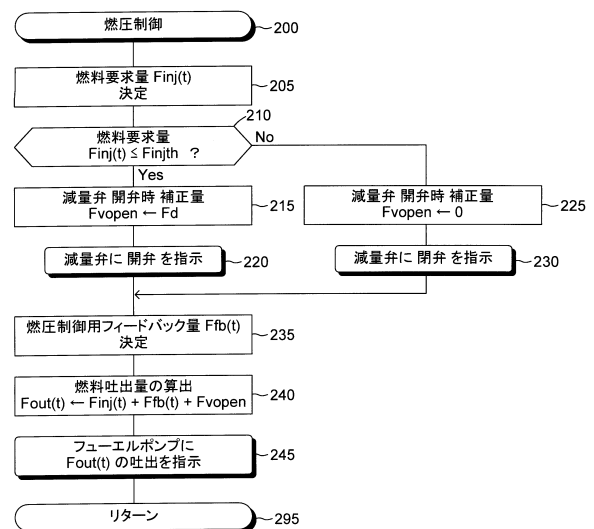 燃圧制御
200
燃料要求量 Finj(t)
決定
205
210
燃料要求量
Finj(t) ≤ Finjth ?
No
Yes
減量弁 開弁時 補正量
Fvopen ← Fd
215
減量弁 開弁時 補正量
Fvopen ← 0
225
減量弁に 開弁 を指示
220
減量弁に 閉弁 を指示
230
燃圧制御用フィードバック量 Ffb(t)
決定
235
燃料吐出量の算出
Fout(t) ← Finj(t) + Ffb(t) + Fvopen
240
フューエルポンプに
Fout(t) の吐出を指示
245
リターン
295